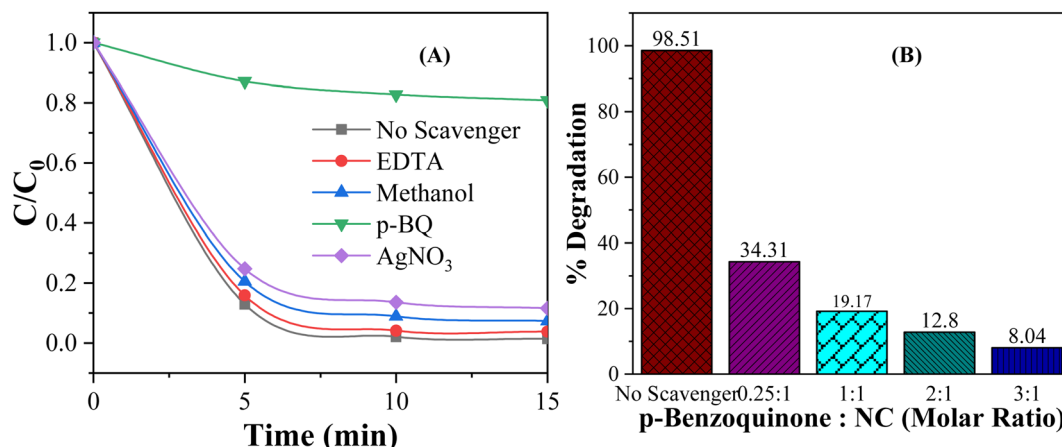 (A)
C/C₀
1.0
0.8
0.6
0.4
0.2
0.0
No Scavenger
EDTA
Methanol
p-BQ
AgNO₃
0 5 10 15
Time (min)
(B)
% Degradation
100
80
60
40
20
0
98.51
34.31
19.17
12.8
8.04
No Scavenger 0.25:1 1:1 2:1 3:1
p-Benzoquinone : NC (Molar Ratio)